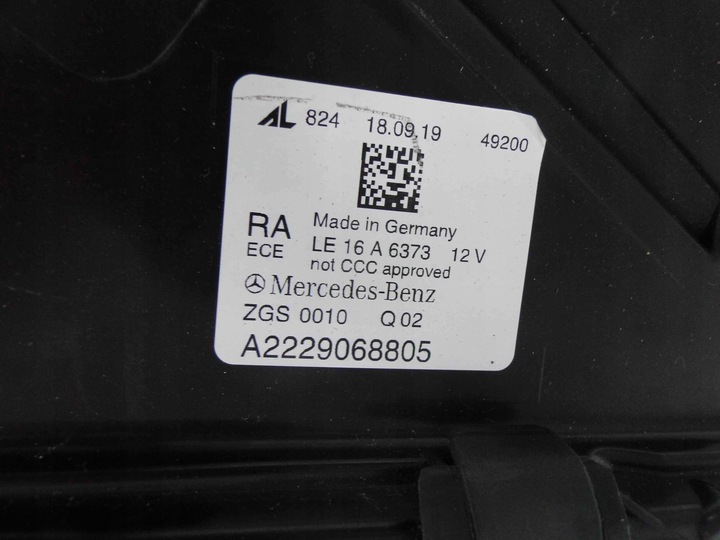 AL 824 18.09.19 49200
RA Made in Germany
ECE LE 16 A 6373 12 V
not CCC approved
Mercedes-Benz
ZGS 0010 Q 02
A2229068805